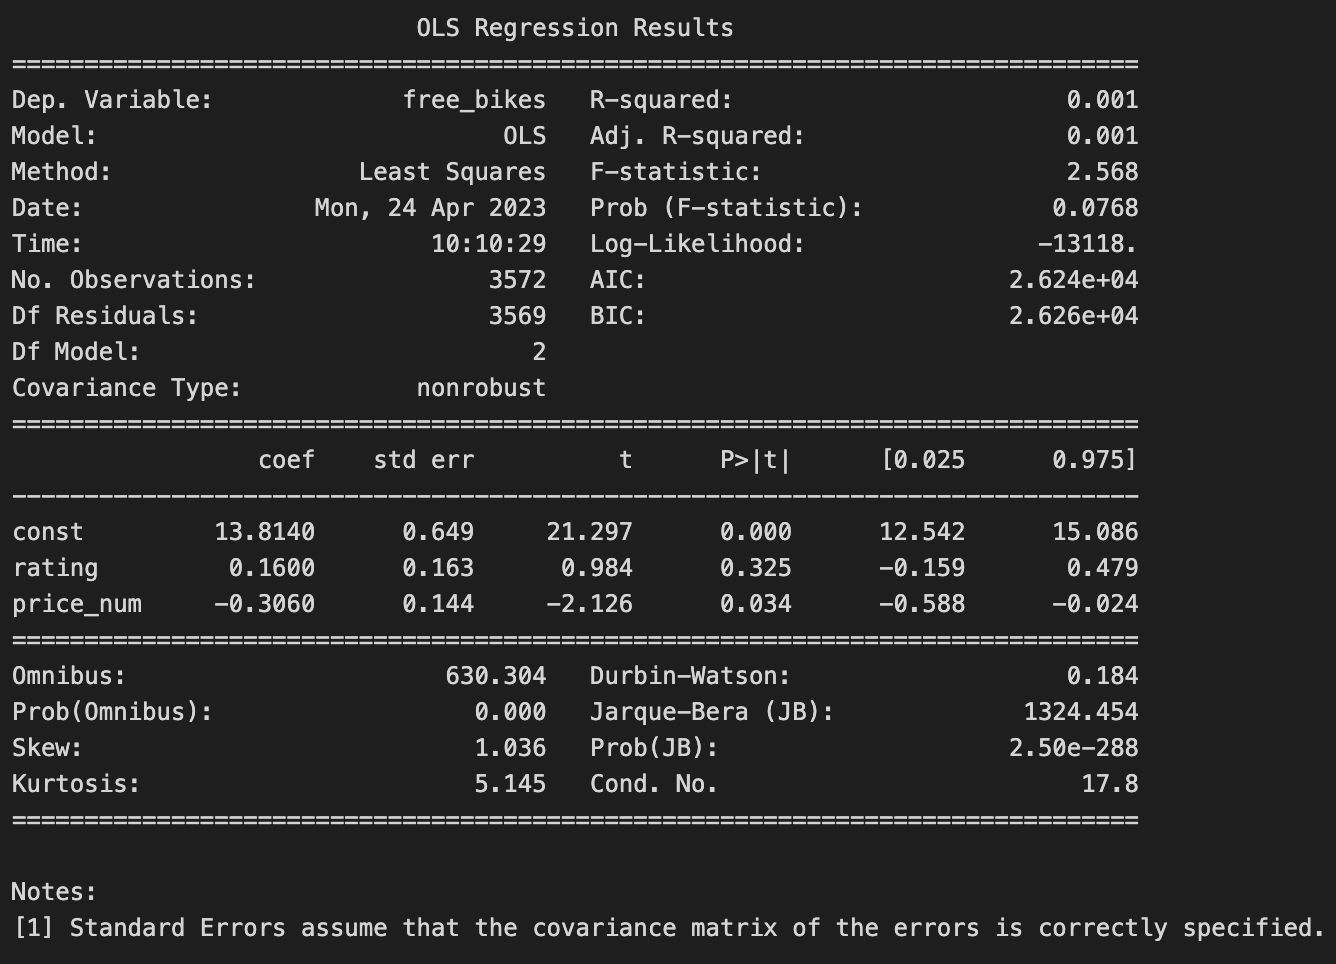 OLS Regression Results
==============================================================================
Dep. Variable:             free_bikes   R-squared:                       0.001
Model:                            OLS   Adj. R-squared:                  0.001
Method:                 Least Squares   F-statistic:                     2.568
Date:                Mon, 24 Apr 2023   Prob (F-statistic):             0.0768
Time:                        10:10:29   Log-Likelihood:                -13118.
No. Observations:                3572   AIC:                         2.624e+04
Df Residuals:                    3569   BIC:                         2.626e+04
Df Model:                           2
Covariance Type:            nonrobust
==============================================================================
                 coef    std err          t      P>|t|      [0.025      0.975]
------------------------------------------------------------------------------
const         13.8140      0.649     21.297      0.000      12.542      15.086
rating         0.1600      0.163      0.984      0.325      -0.159       0.479
price_num     -0.3060      0.144     -2.126      0.034      -0.588      -0.024
==============================================================================
Omnibus:                      630.304   Durbin-Watson:                   0.184
Prob(Omnibus):                  0.000   Jarque-Bera (JB):             1324.454
Skew:                           1.036   Prob(JB):                    2.50e-288
Kurtosis:                       5.145   Cond. No.                         17.8
==============================================================================
Notes:
[1] Standard Errors assume that the covariance matrix of the errors is correctly specified.